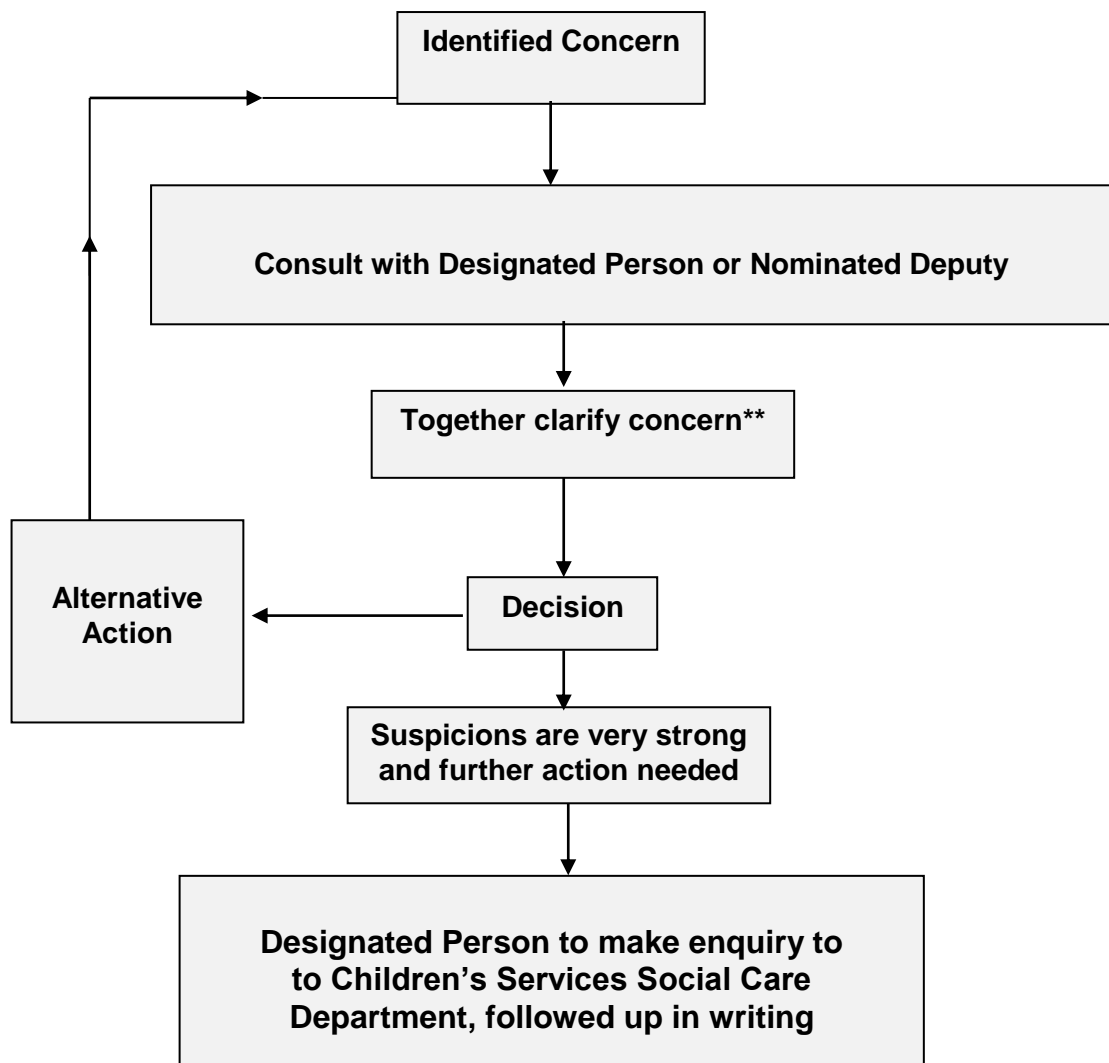 Identified Concern
Consult with Designated Person or Nominated Deputy
Together clarify concern**
Alternative
Action
Decision
Suspicions are very strong
and further action needed
Designated Person to make enquiry to
to Children’s Services Social Care
Department, followed up in writing